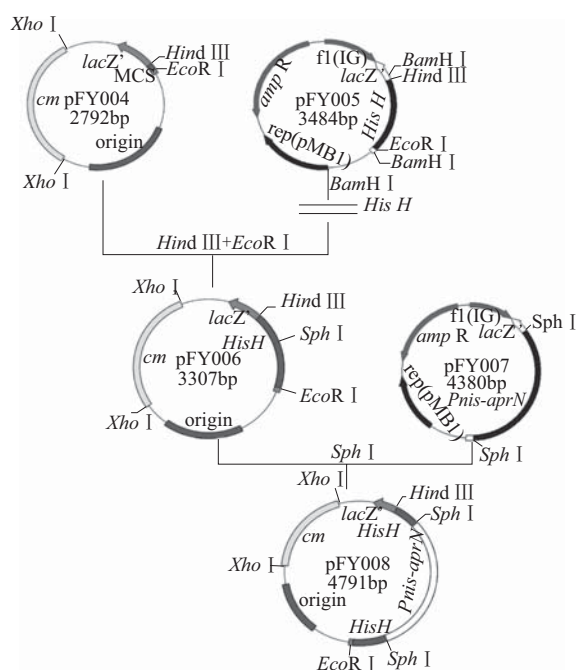 Xho Ⅰ
lacZ'
Hind Ⅲ
MCS
EcoR Ⅰ
cm
pFY004
2792bp
origin
Xho Ⅰ
f1(IG)
lacZ'
BamH Ⅰ
Hind Ⅲ
amp R
pFY005
3484bp
His H
rep(pMB1)
EcoR Ⅰ
BamH Ⅰ
BamH Ⅰ
His H
Hind Ⅲ+EcoR Ⅰ
Xho Ⅰ
lacZ'
Hind Ⅲ
HisH
Sph Ⅰ
cm
pFY006
3307bp
EcoR Ⅰ
Xho Ⅰ
origin
f1(IG)
lacZ'
Sph Ⅰ
amp R
pFY007
4380bp
Pnis-aprN
rep(pMB1)
Sph Ⅰ
Sph Ⅰ
Xho Ⅰ
lacZ'
Hind Ⅲ
HisH
Sph Ⅰ
cm
Pnis-aprN
Xho Ⅰ
pFY008
4791bp
origin
HisH
Sph Ⅰ
EcoR Ⅰ